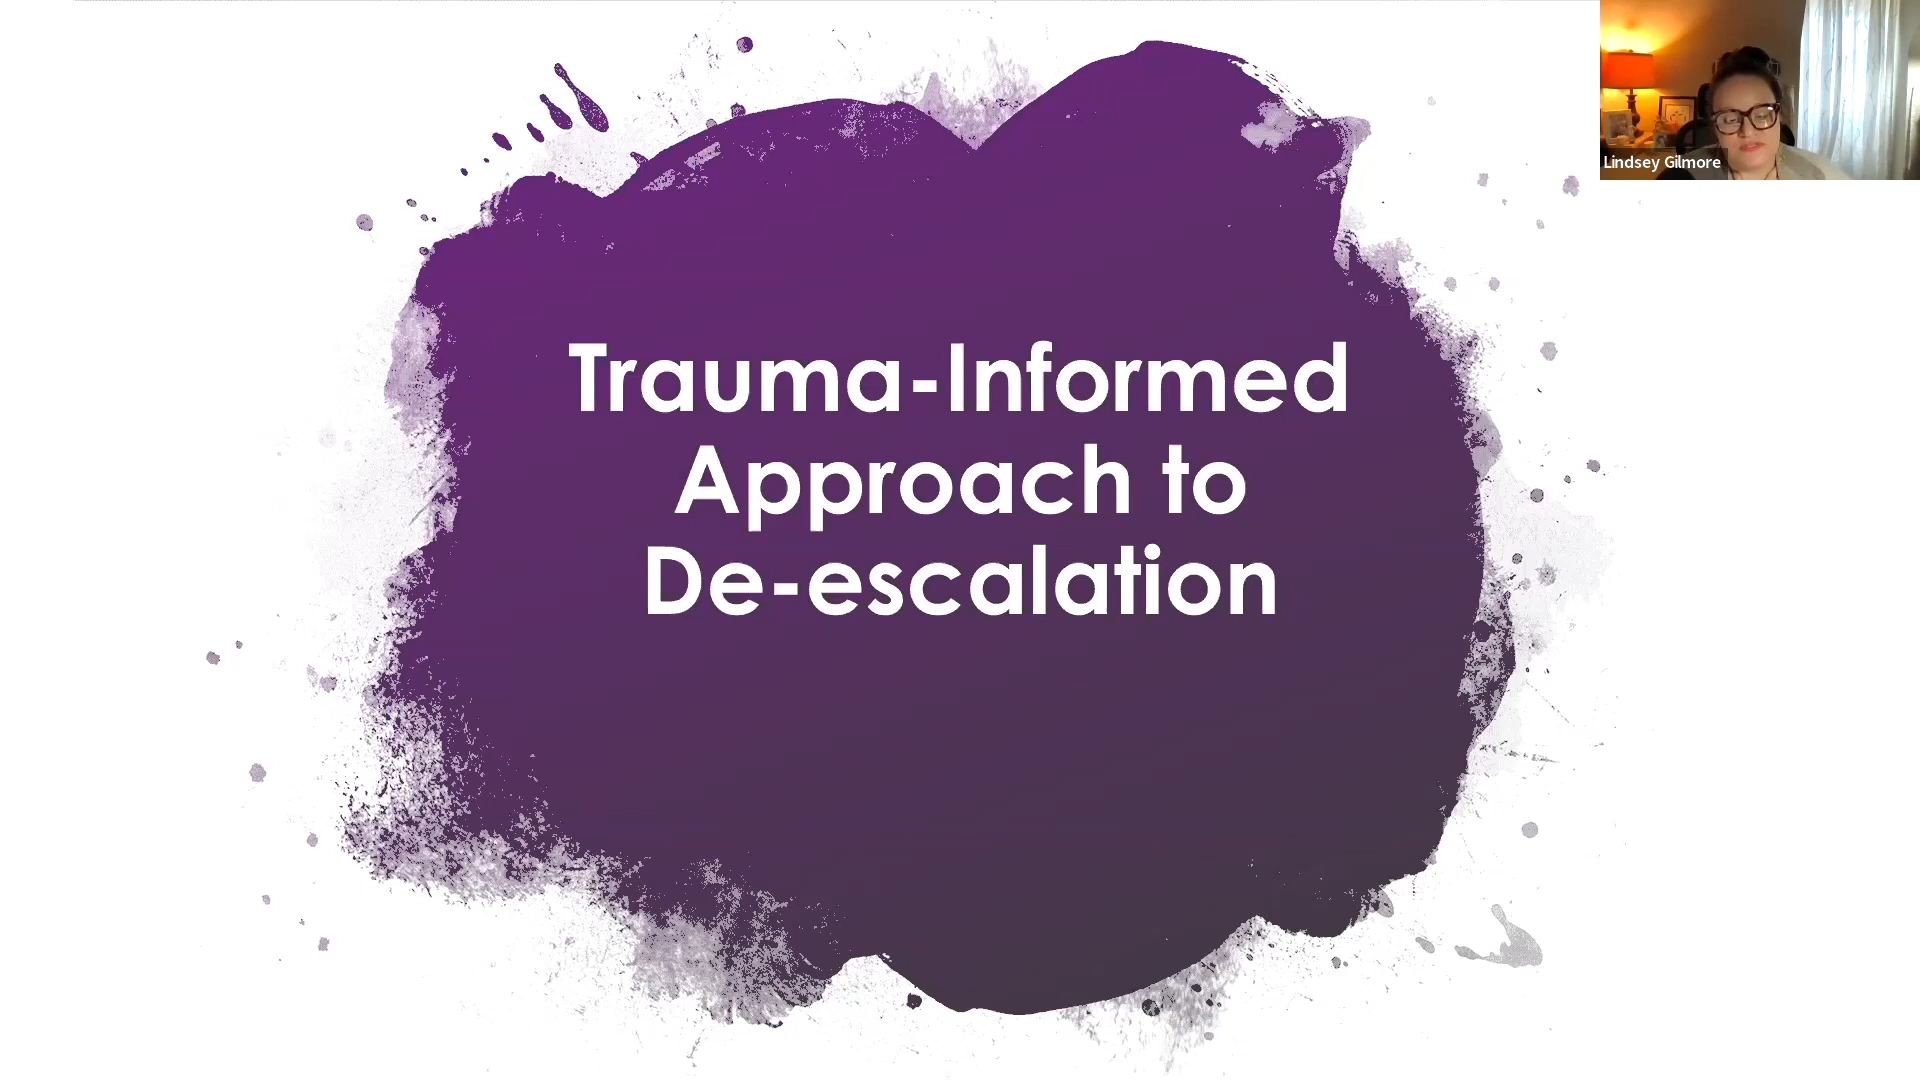 Lindsey Gilmore
Trauma-Informed
Approach to
De-escalation